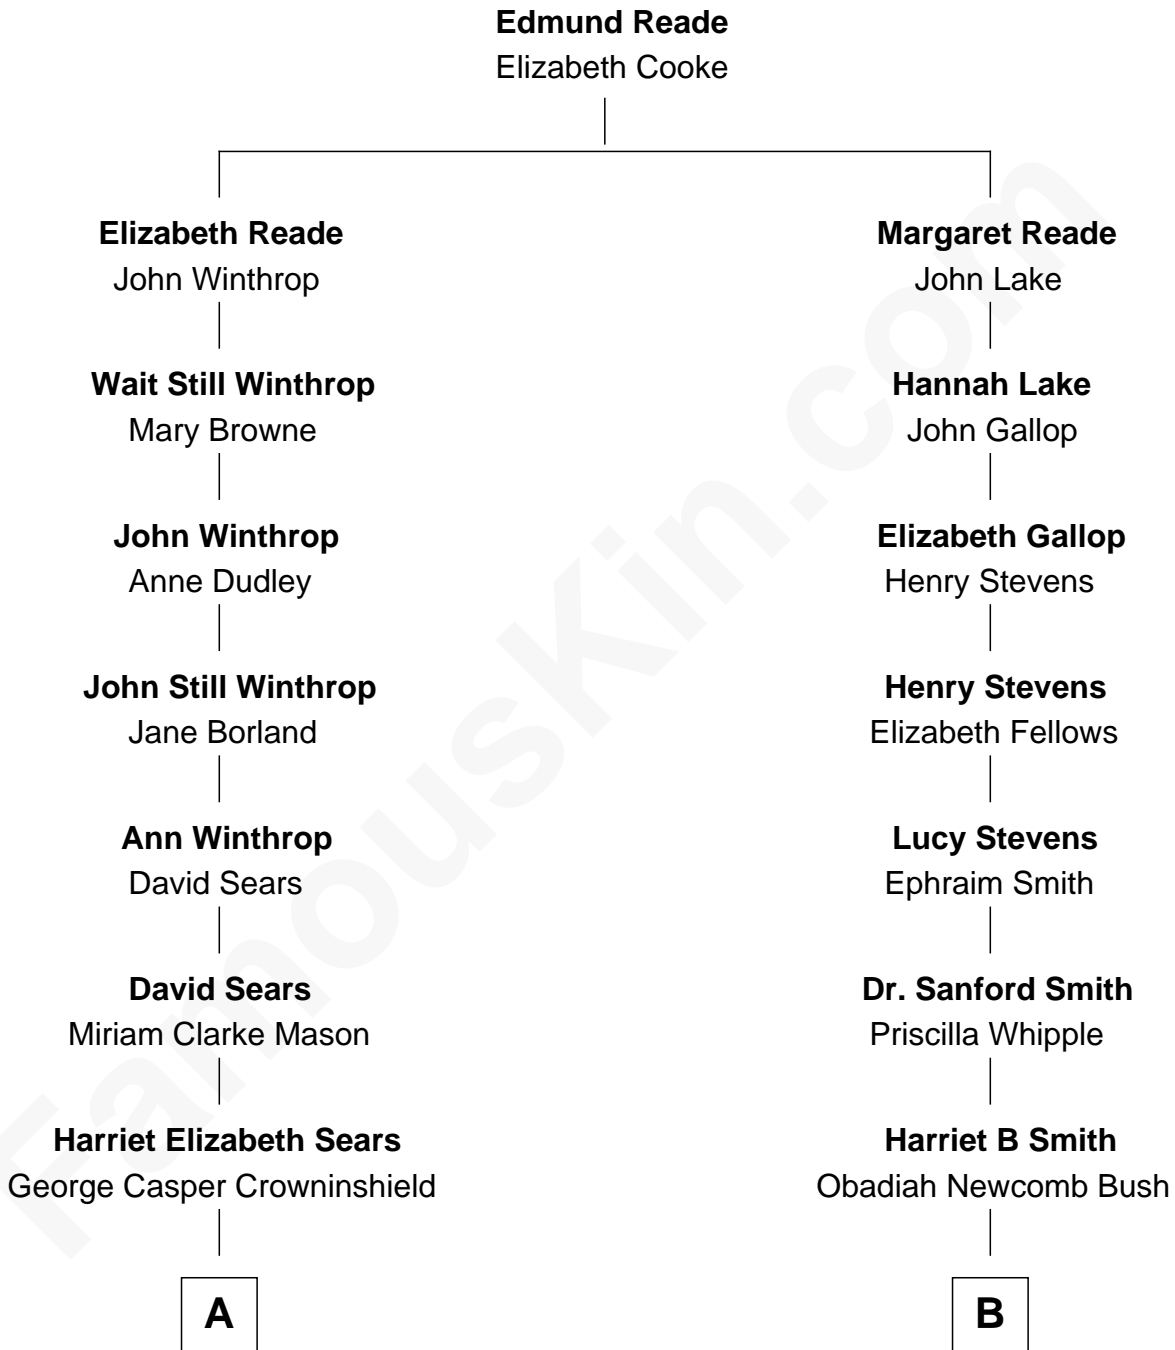 Edmund Reade
Elizabeth Cooke
Elizabeth Reade
John Winthrop
Margaret Reade
John Lake
Wait Still Winthrop
Mary Browne
Hannah Lake
John Gallop
John Winthrop
Anne Dudley
Elizabeth Gallop
Henry Stevens
John Still Winthrop
Jane Borland
Henry Stevens
Elizabeth Fellows
Ann Winthrop
David Sears
Lucy Stevens
Ephraim Smith
David Sears
Miriam Clarke Mason
Dr. Sanford Smith
Priscilla Whipple
Harriet Elizabeth Sears
George Casper Crowninshield
Harriet B Smith
Obadiah Newcomb Bush
A
B
FamousKin.com